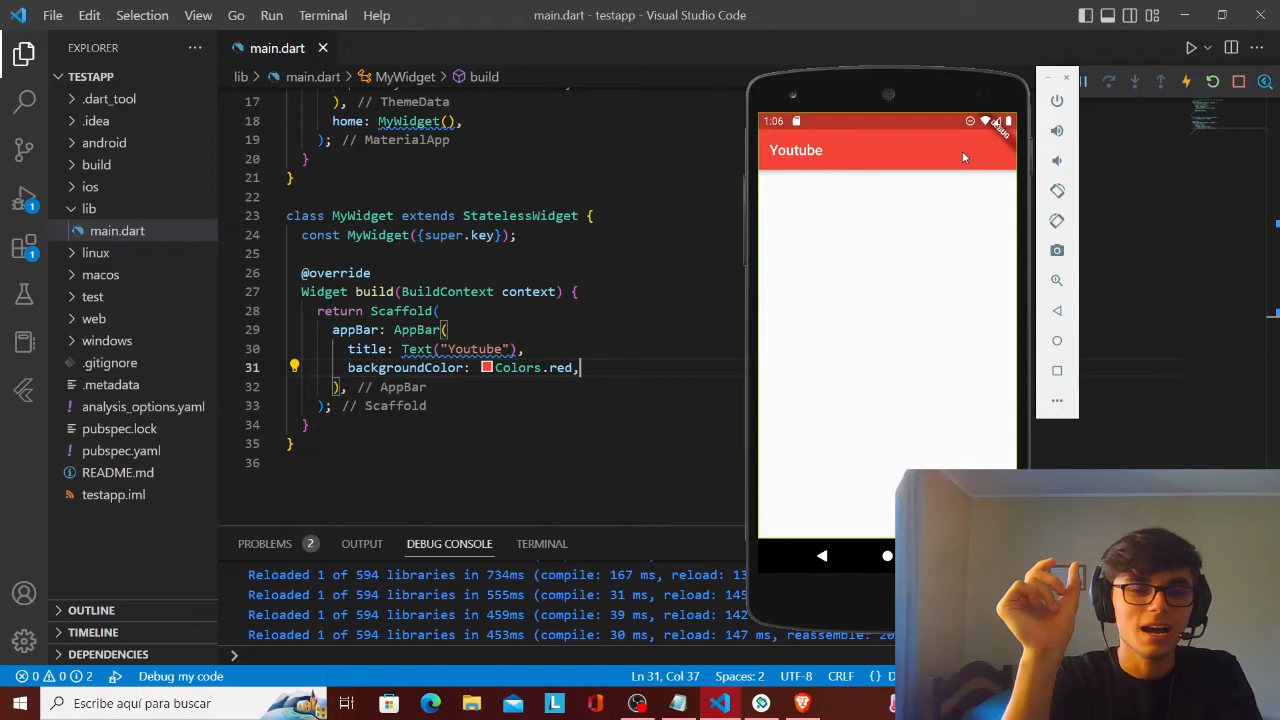 File Edit Selection View Go Run Terminal Help
main.dart - testapp - Visual Studio Code
EXPLORER
TESTAPP
.dart_tool
.idea
android
build
ios
lib
main.dart
linux
macos
test
web
windows
.gitignore
.metadata
analysis_options.yaml
pubspec.lock
pubspec.yaml
README.md
testapp.iml
OUTLINE
TIMELINE
DEPENDENCIES
1
1
main.dart
lib > main.dart > MyWidget > build
17 ), // ThemeData
18 home: MyWidget(),
19 ); // MaterialApp
20 }
21 }
22
23 class MyWidget extends StatelessWidget {
24 const MyWidget({super.key});
25
26 @override
27 Widget build(BuildContext context) {
28 return Scaffold(
29 appBar: AppBar(
30 title: Text("Youtube"),
31 backgroundColor: Colors.red,
32 ), // AppBar
33 ); // Scaffold
34 }
35 }
36
1:06
DEBUG
Youtube
PROBLEMS 2 OUTPUT DEBUG CONSOLE TERMINAL
Reloaded 1 of 594 libraries in 734ms (compile: 167 ms, reload: 13
Reloaded 1 of 594 libraries in 555ms (compile: 31 ms, reload: 145
Reloaded 1 of 594 libraries in 459ms (compile: 39 ms, reload: 142
Reloaded 1 of 594 libraries in 453ms (compile: 30 ms, reload: 147 ms, reassemble: 20
0 0 2 Debug my code
Ln 31, Col 37 Spaces: 2 UTF-8 CRLF {} D
Escribe aquí para buscar